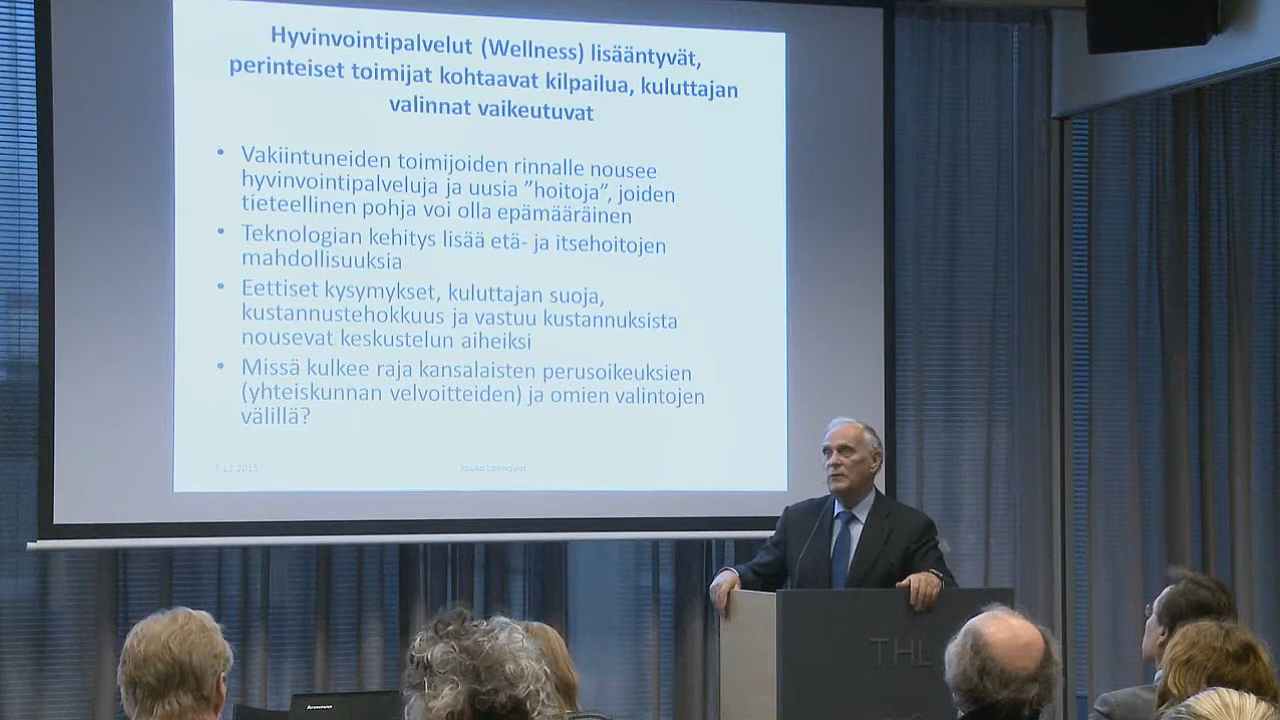 Hyvinvointipalvelut (Wellness) lisääntyvät,
perinteiset toimijat kohtaavat kilpailua, kuluttajan
valinnat vaikeutuvat
• Vakiintuneiden toimijoiden rinnalle nousee
hyvinvointipalveluja ja uusia ”hoitoja”, joiden
tieteellinen pohja voi olla epämääräinen
• Teknologian kehitys lisää etä- ja itsehoitojen
mahdollisuuksia
• Eettiset kysymykset, kuluttajan suoja,
kustannustehokkuus ja vastuu kustannuksista
nousevat keskustelun aiheiksi
• Missä kulkee raja kansalaisten perusoikeuksien
(yhteiskunnan velvoitteiden) ja omien valintojen
välillä?
7.12.2015 Jouko Lönnqvist
THL
lenovo